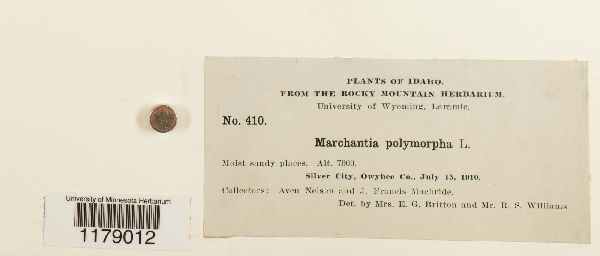 PLANTS OF IDAHO.
FROM THE ROCKY MOUNTAIN HERBARIUM,
University of Wyoming, Laramie.
No. 410.
Marchantia polymorpha L.
Moist sandy places. Alt. 7000.
Silver City, Owyhee Co., July 15, 1910.
Collectors: Aven Nelson and J. Francis Macbride.
Det. by Mrs. E. G. Britton and Mr. R. S. Williams
University of Minnesota Herbarium
1179012